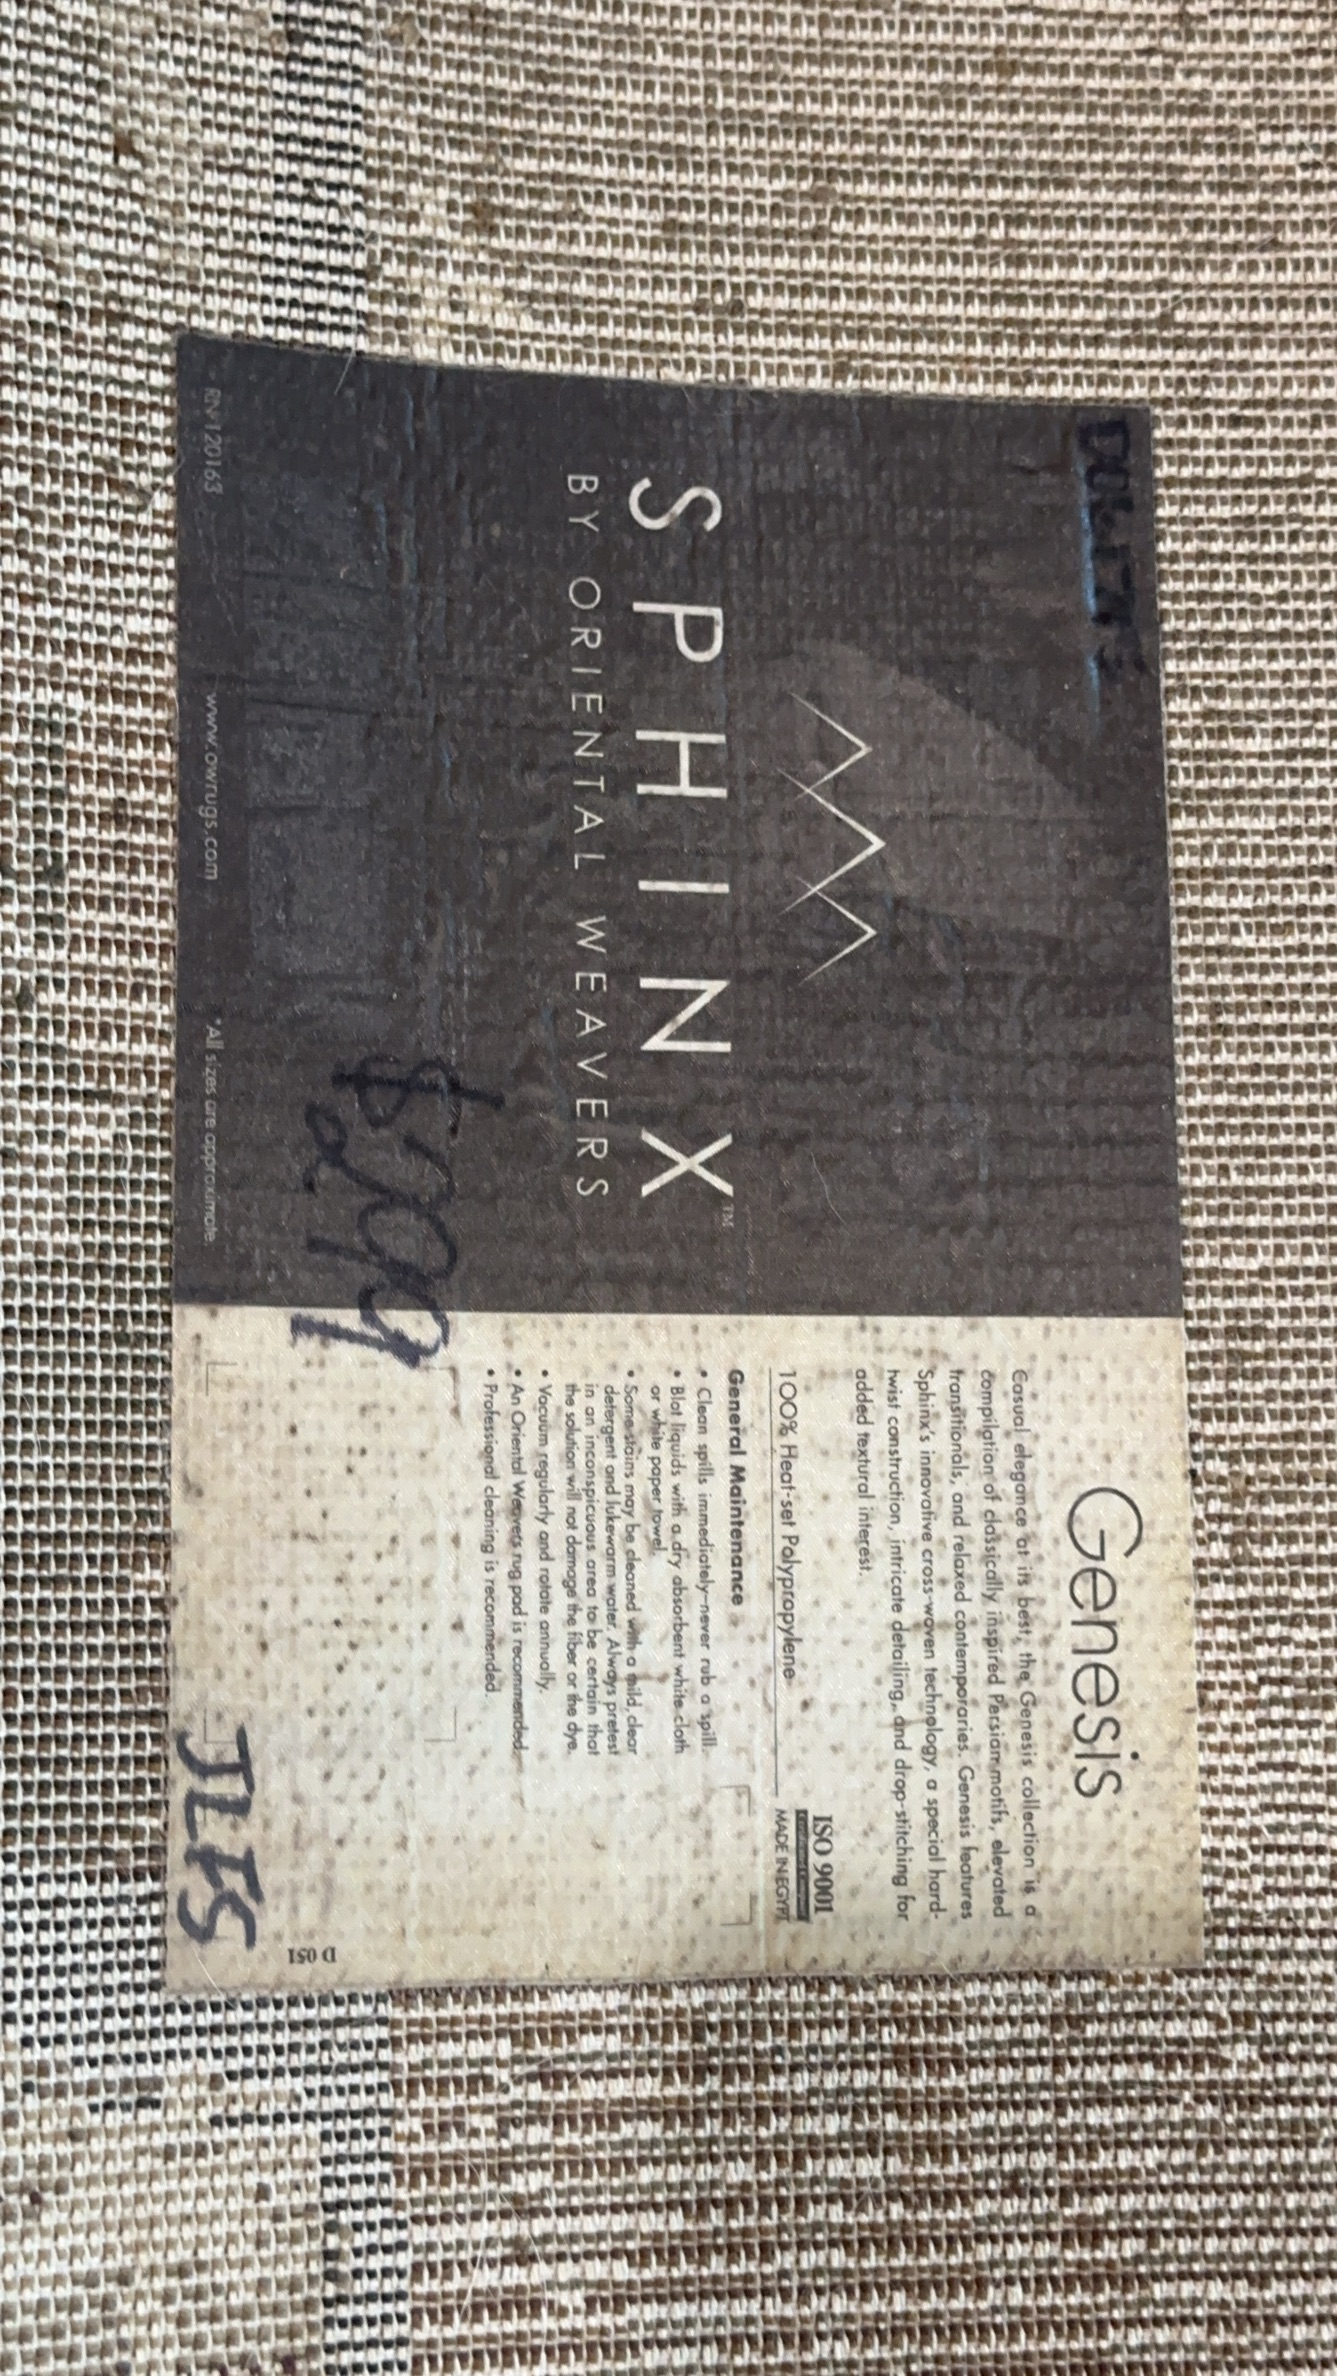 SPHINX™
BY ORIENTAL WEAVERS
$299
RN 120163 www.owrugs.com *All sizes are approximate.
Genesis
Casual elegance at its best; the Genesis collection is a
compilation of classically inspired Persian motifs, elevated
transitionals, and relaxed contemporaries. Genesis features
Sphinx's innovative cross-woven technology, a special hard-
twist construction, intricate detailing, and drop-stitching for
added textural interest.
ISO 9001
100% Heat-set Polypropylene MADE IN EGYPT
General Maintenance
• Clean spills immediately–never rub a spill.
• Blot liquids with a dry absorbent white cloth
or white paper towel.
• Some stains may be cleaned with a mild, clear
detergent and lukewarm water. Always pretest
in an inconspicuous area to be certain that
the solution will not damage the fiber or the dye.
• Vacuum regularly and rotate annually.
• An Oriental Weavers rug pad is recommended.
• Professional cleaning is recommended.
D 051